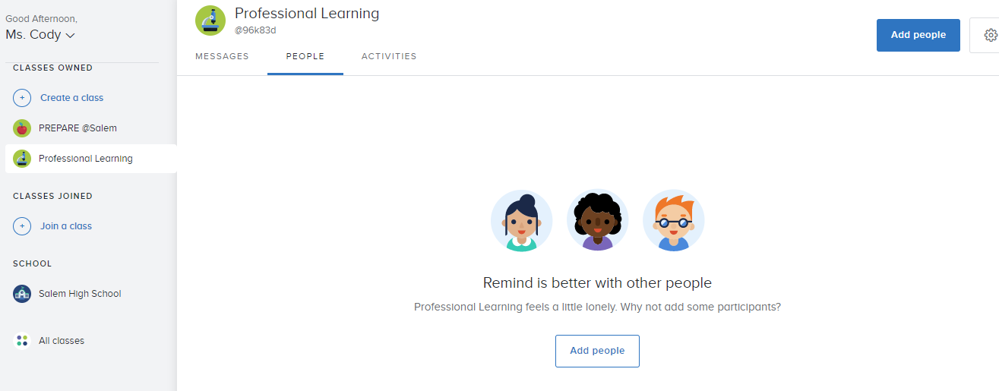 Good Afternoon,
Ms. Cody
CLASSES OWNED
+ Create a class
PREPARE @Salem
Professional Learning
CLASSES JOINED
+ Join a class
SCHOOL
Salem High School
All classes
Professional Learning
@96k83d
Add people
MESSAGES PEOPLE ACTIVITIES
Remind is better with other people
Professional Learning feels a little lonely. Why not add some participants?
Add people